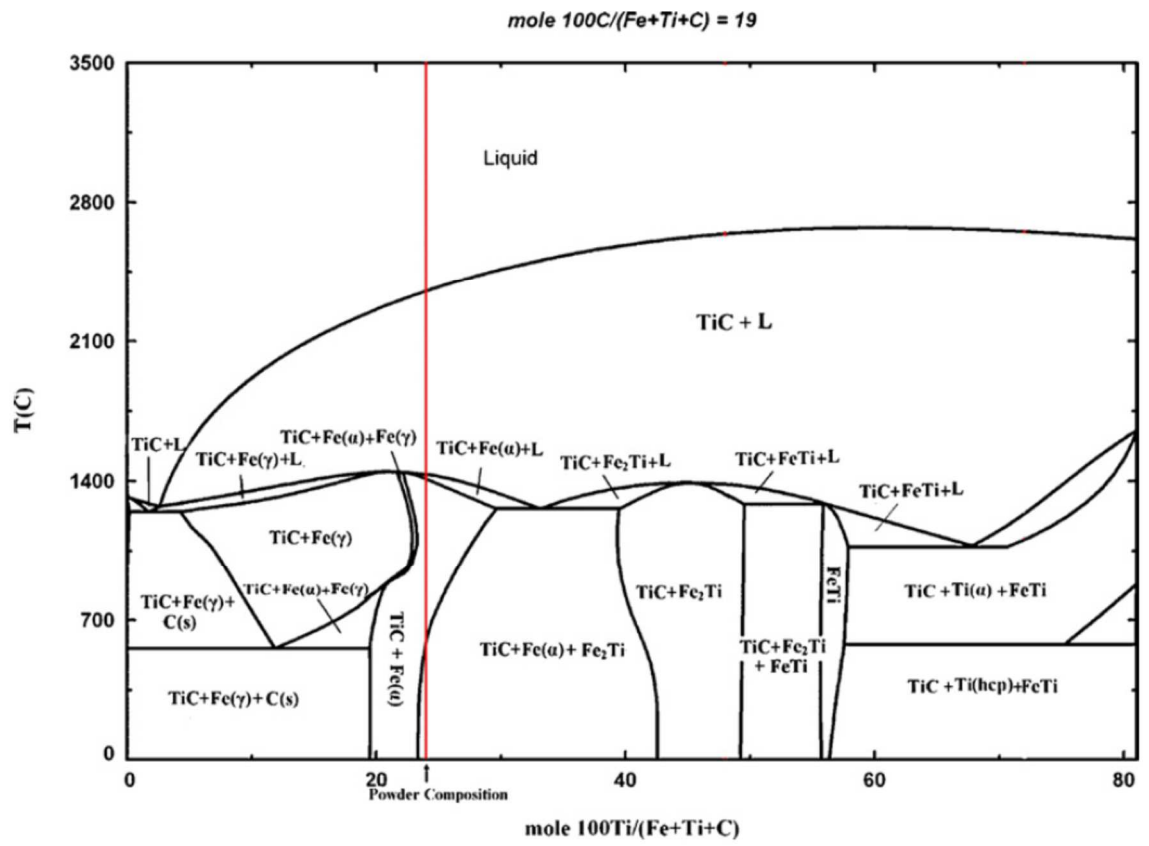 mole 100C/(Fe+Ti+C) = 19
3500
Liquid
2800
TiC + L
2100
T(C)
TiC+L
TiC+Fe(γ)+L
TiC+Fe(α)+Fe(γ)
TiC+Fe(α)+L
TiC+Fe₂Ti+L
TiC+FeTi+L
TiC+FeTi+L
1400
TiC+Fe(γ)
TiC+Fe(γ)+
C(s)
TiC+Fe(α)+Fe(γ)
TiC + Fe(α)
TiC+Fe₂Ti
FeTi
TiC +Ti(α) +FeTi
700
TiC+Fe(α)+ Fe₂Ti
TiC+Fe₂Ti
+ FeTi
TiC+Fe(γ)+C(s)
TiC +Ti(hcp)+FeTi
0
0 20 40 60 80
Powder Composition
mole 100Ti/(Fe+Ti+C)